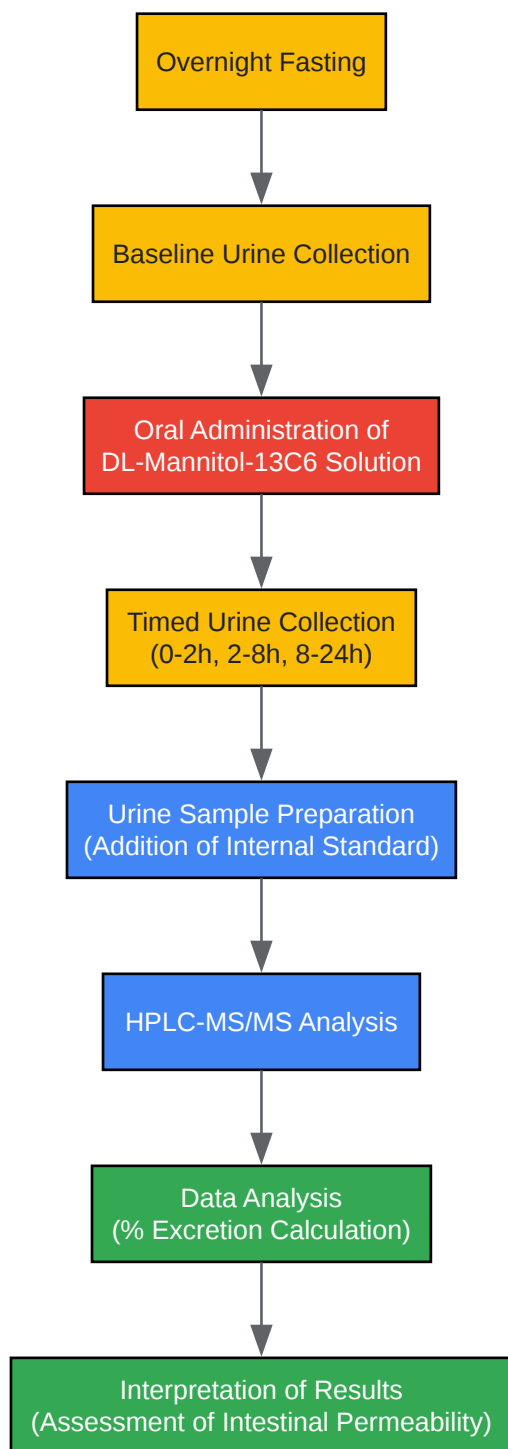 Overnight Fasting
Baseline Urine Collection
Oral Administration of
DL-Mannitol-13C6 Solution
Timed Urine Collection
(0-2h, 2-8h, 8-24h)
Urine Sample Preparation
(Addition of Internal Standard)
HPLC-MS/MS Analysis
Data Analysis
(% Excretion Calculation)
Interpretation of Results
(Assessment of Intestinal Permeability)